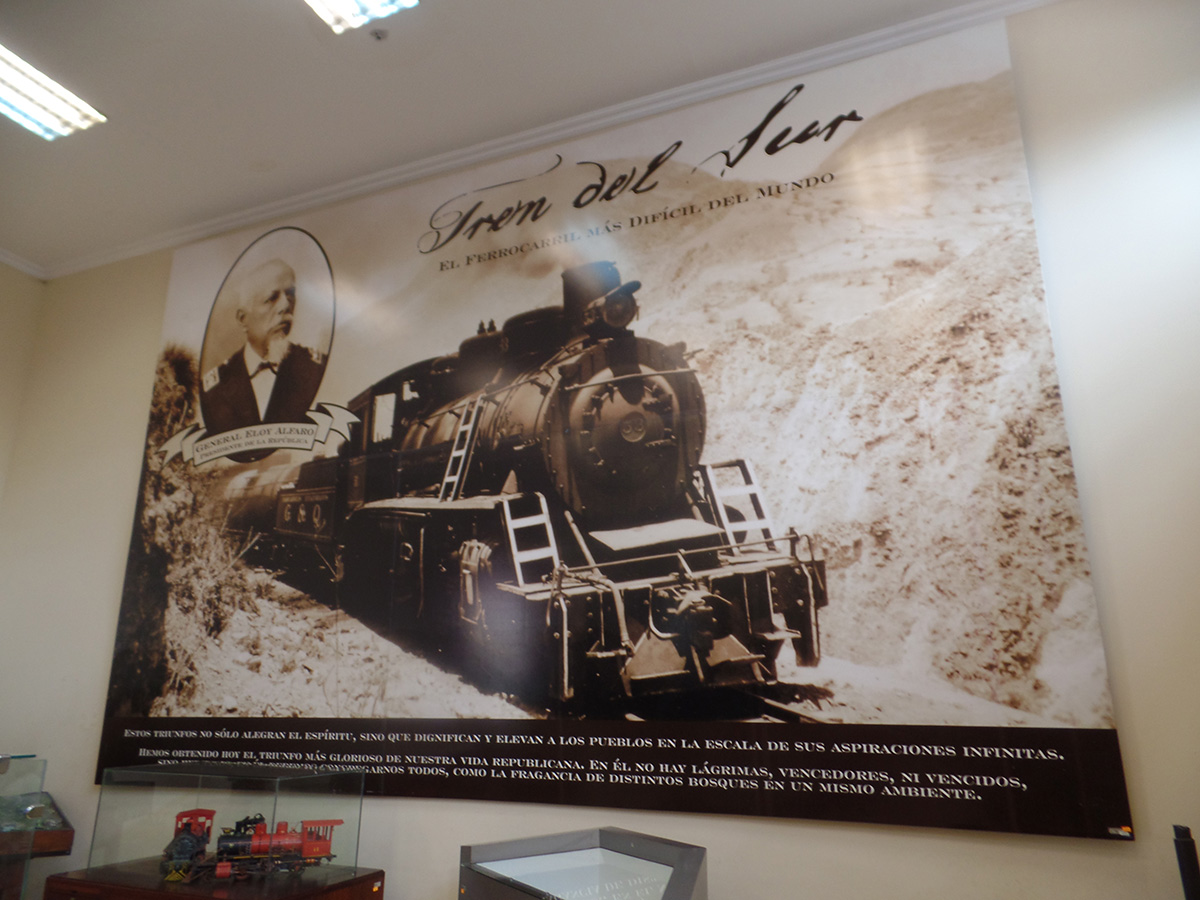 Tren del Sur
EL FERROCARRIL MÁS DIFÍCIL DEL MUNDO
GENERAL ELOY ALFARO
PRESIDENTE DE LA REPÚBLICA
G & Q
ESTOS TRIUNFOS NO SÓLO ALEGRAN EL ESPÍRITU, SINO QUE DIGNIFICAN Y ELEVAN A LOS PUEBLOS EN LA ESCALA DE SUS ASPIRACIONES INFINITAS.
HEMOS OBTENIDO HOY EL TRIUNFO MÁS GLORIOSO DE NUESTRA VIDA REPUBLICANA. EN ÉL NO HAY LÁGRIMAS, VENCEDORES, NI VENCIDOS,
SINO QUE TODOS, COMO LA FRAGANCIA DE DISTINTOS BOSQUES EN UN MISMO AMBIENTE.